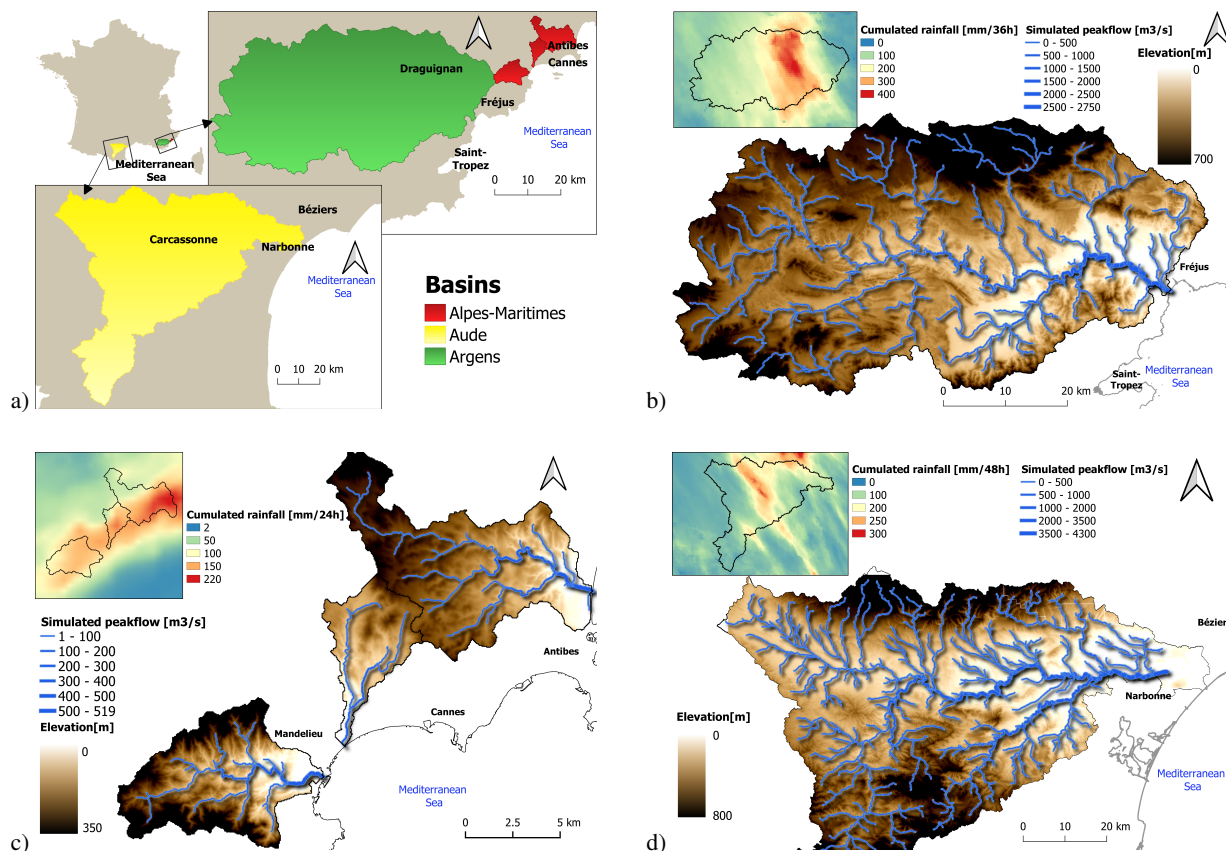 Antibes
Cannes
Draguignan
Fréjus
Mediterranean
Sea
Saint-
Tropez
0 10 20 km
Mediterranean
Sea
Béziers
Carcassonne
Narbonne
Mediterranean
Sea
0 10 20 km
Basins
Alpes-Maritimes
Aude
Argens
a)
Cumulated rainfall [mm/36h]
0
100
200
300
400
Simulated peakflow [m3/s]
0 - 500
500 - 1000
1000 - 1500
1500 - 2000
2000 - 2500
2500 - 2750
Elevation[m]
0
700
Fréjus
Saint-
Tropez
Mediterranean
Sea
0 10 20 km
b)
Cumulated rainfall [mm/24h]
2
50
100
150
220
Simulated peakflow [m3/s]
1 - 100
100 - 200
200 - 300
300 - 400
400 - 500
500 - 519
Elevation[m]
0
350
Antibes
Cannes
Mandelieu
Mediterranean
Sea
0 2.5 5 km
c)
Cumulated rainfall [mm/48h]
0
100
200
250
300
Simulated peakflow [m3/s]
0 - 500
500 - 1000
1000 - 2000
2000 - 3500
3500 - 4300
Bézier
Narbonne
Elevation[m]
0
800
Mediterranean
Sea
0 10 20 km
d)